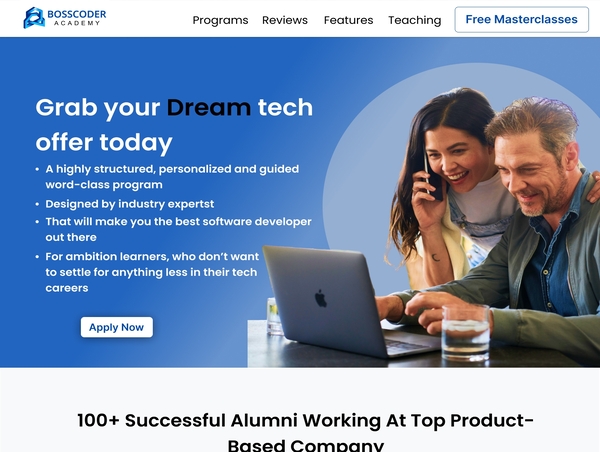 BOSSCODER
ACADEMY
Programs Reviews Features Teaching Free Masterclasses
Grab your Dream tech
offer today
• A highly structured, personalized and guided
word-class program
• Designed by industry expertst
• That will make you the best software developer
out there
• For ambition learners, who don't want
to settle for anything less in their tech
careers
Apply Now
100+ Successful Alumni Working At Top Product-
Based Company